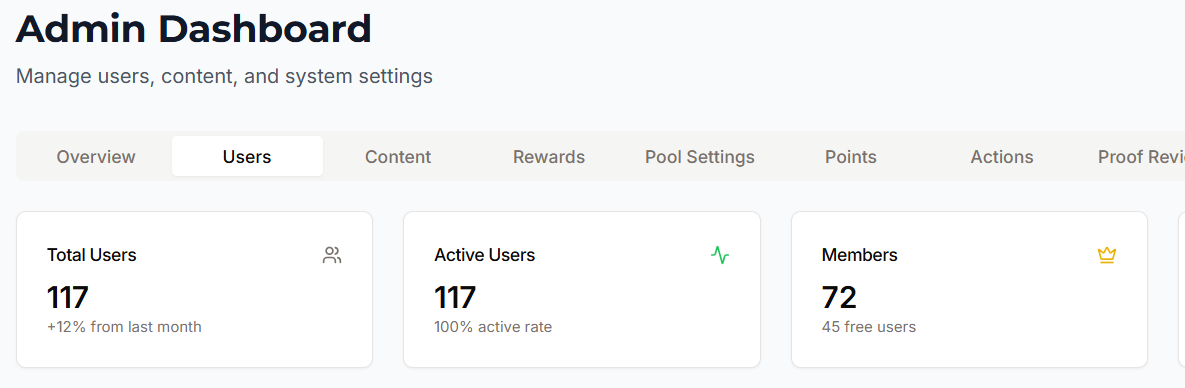 Admin Dashboard
Manage users, content, and system settings
Overview Users Content Rewards Pool Settings Points Actions Proof Revi
Total Users Active Users Members
117 117 72
+12% from last month 100% active rate 45 free users